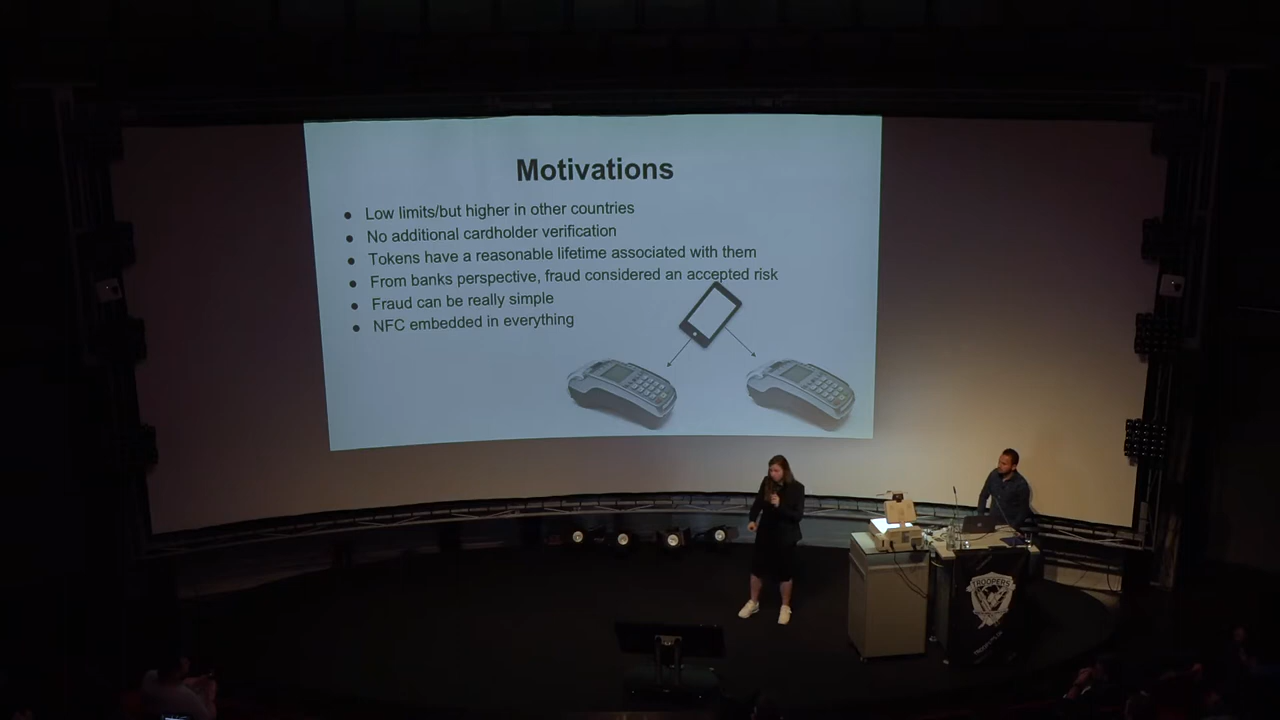 Motivations
● Low limits/but higher in other countries
● No additional cardholder verification
● Tokens have a reasonable lifetime associated with them
● From banks perspective, fraud considered an accepted risk
● Fraud can be really simple
● NFC embedded in everything
TROOPERS